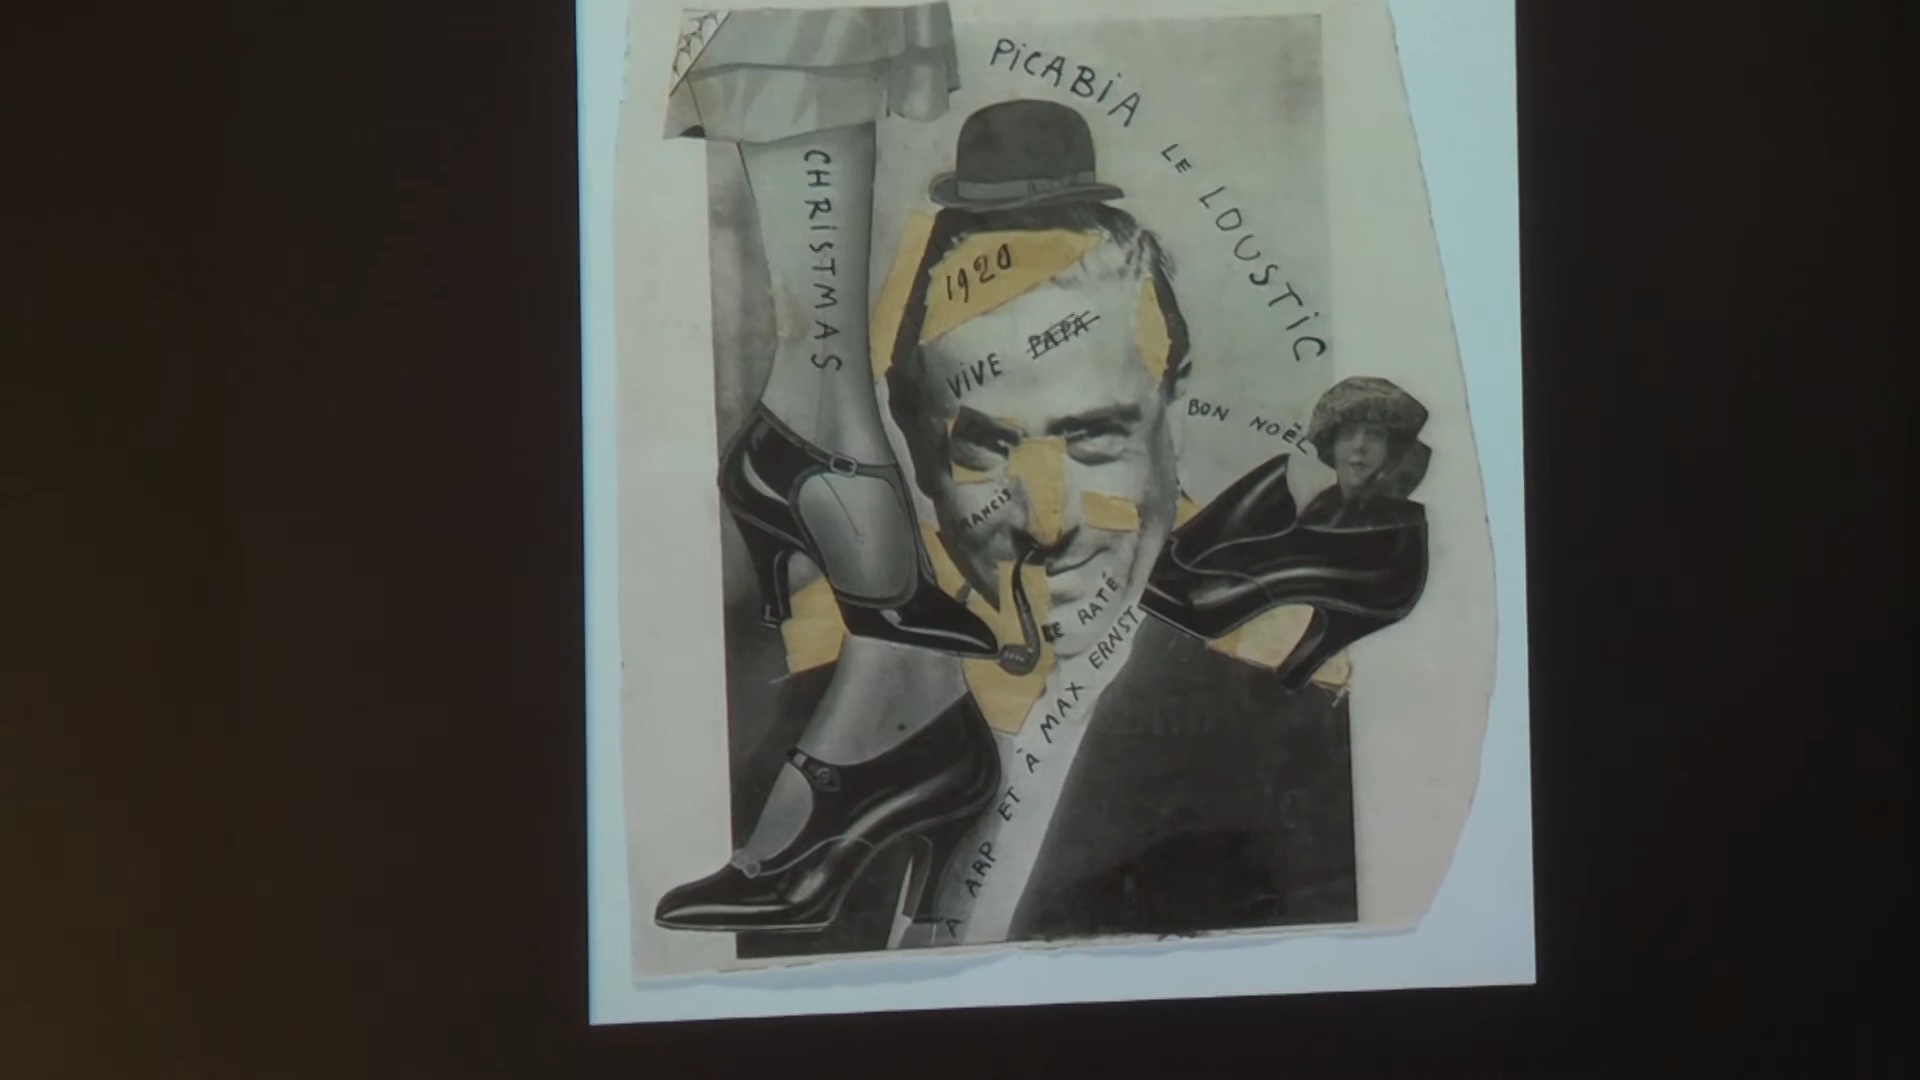 PiCABiA LE LOUSTiC
CHRiSTMAS
1920
ViVE PAPA
BON NOËL
FRANCIS
LE RATÉ
A ARP ET À MAX ERNST